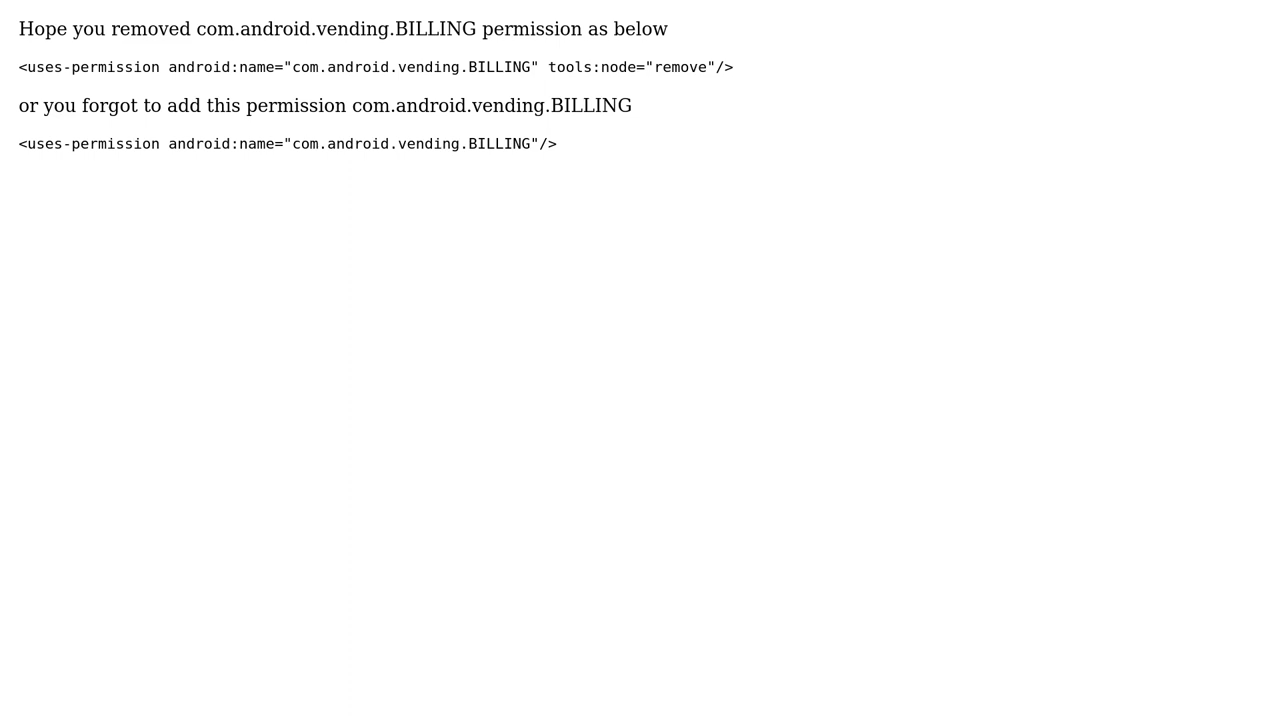 Hope you removed com.android.vending.BILLING permission as below
<uses-permission android:name="com.android.vending.BILLING" tools:node="remove"/>
or you forgot to add this permission com.android.vending.BILLING
<uses-permission android:name="com.android.vending.BILLING"/>